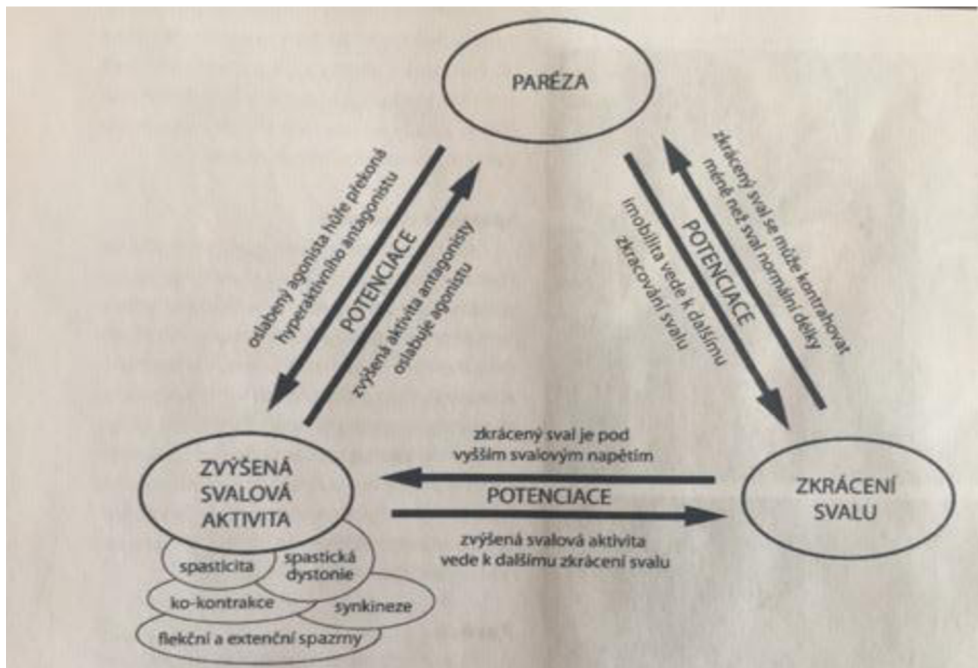 PARÉZA
oslabený agonista hůře překoná
hyperaktivního antagonistu
POTENCIACE
zvýšená aktivita antagonisty
oslabuje agonistu
zkrácený sval se může kontrahovat
méně než sval normální délky
POTENCIACE
imobilita vede k dalšímu
zkracování svalu
ZVÝŠENÁ
SVALOVÁ
AKTIVITA
zkrácený sval je pod
vyšším svalovým napětím
POTENCIACE
zvýšená svalová aktivita
vede k dalšímu zkrácení svalu
ZKRÁCENÍ
SVALU
spasticita
spastická
dystonie
ko-kontrakce
synkineze
flekční a extenční spazmy